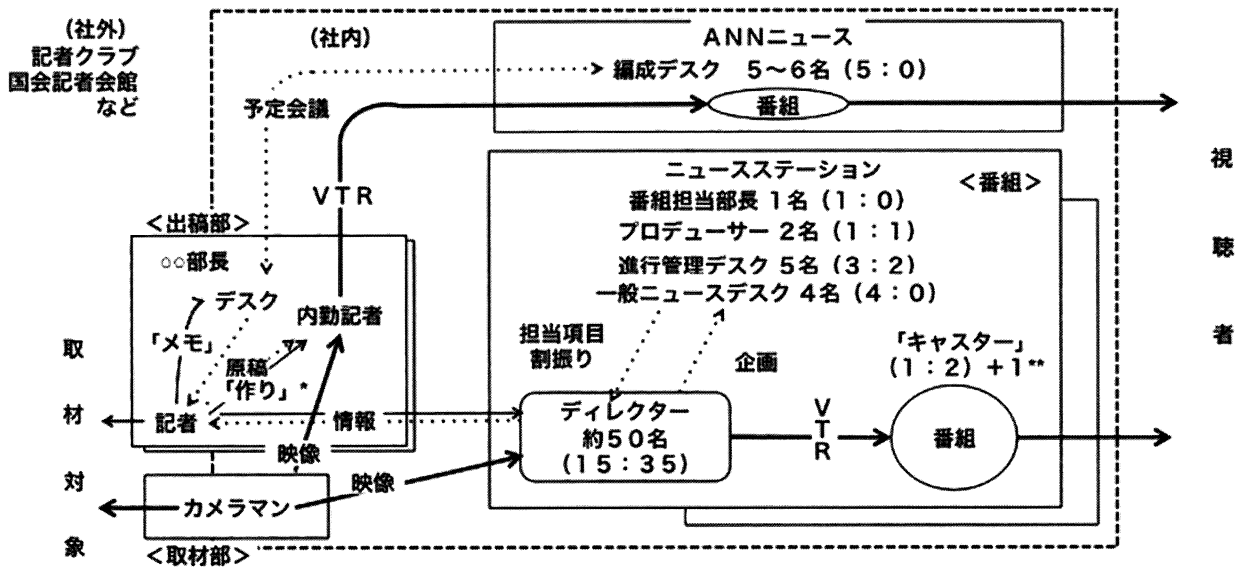 (社外)
記者クラブ
国会記者会館
など
(社内)
予定会議
ANNニュース
編成デスク 5～6名(5:0)
番組
VTR
<出稿部>
○○部長
デスク
内勤記者
「メモ」
原稿
「作り」*
記者
情報
映像
映像
カメラマン
<取材部>
取材対象
ニュースステーション
<番組>
番組担当部長 1名(1:0)
プロデューサー 2名(1:1)
進行管理デスク 5名(3:2)
一般ニュースデスク 4名(4:0)
担当項目
割振り
企画
「キャスター」
(1:2)+1**
ディレクター
約50名
(15:35)
VTR
番組
視聴者